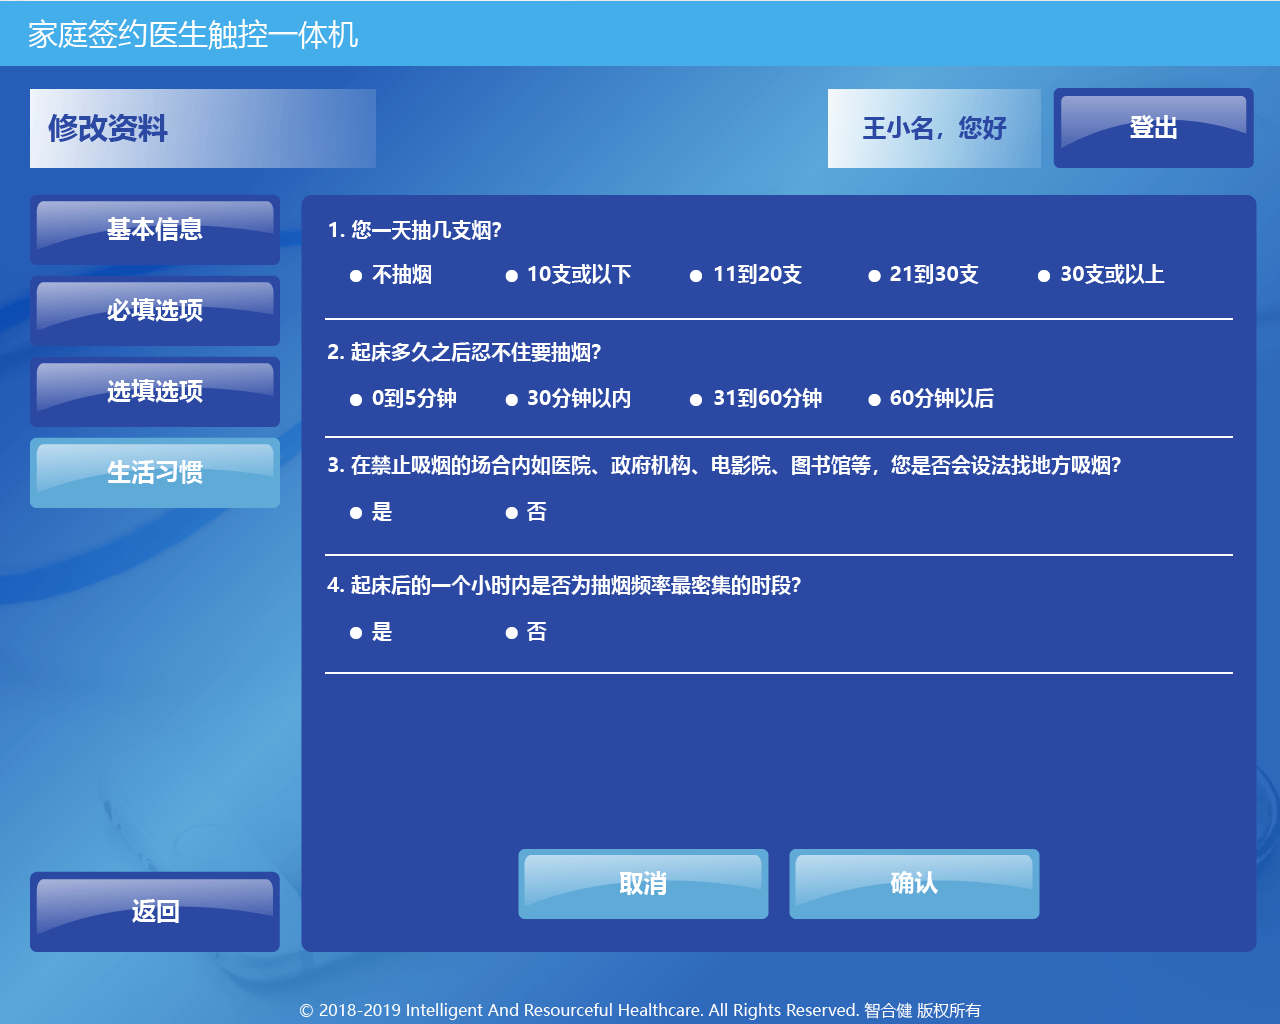 家庭签约医生触控一体机
修改资料
王小名，您好
登出
基本信息
必填选项
选填选项
生活习惯
返回
1. 您一天抽几支烟?
不抽烟 10支或以下 11到20支 21到30支 30支或以上
2. 起床多久之后忍不住要抽烟?
0到5分钟 30分钟以内 31到60分钟 60分钟以后
3. 在禁止吸烟的场合内如医院、政府机构、电影院、图书馆等，您是否会设法找地方吸烟?
是 否
4. 起床后的一个小时内是否为抽烟频率最密集的时段?
是 否
取消 确认
© 2018-2019 Intelligent And Resourceful Healthcare. All Rights Reserved. 智合健 版权所有